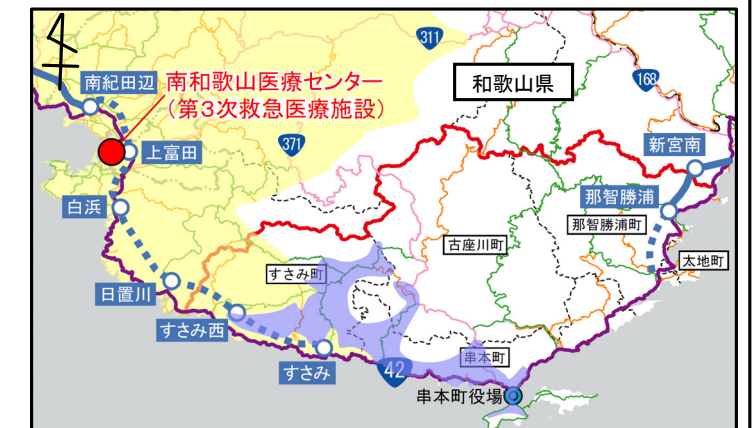 311
和歌山県
168
南紀田辺
南和歌山医療センター
(第3次救急医療施設)
371
上富田
新宮南
白浜
那智勝浦
那智勝浦町
古座川町
太地町
すさみ町
日置川
すさみ西
すさみ
42
串本町
串本町役場